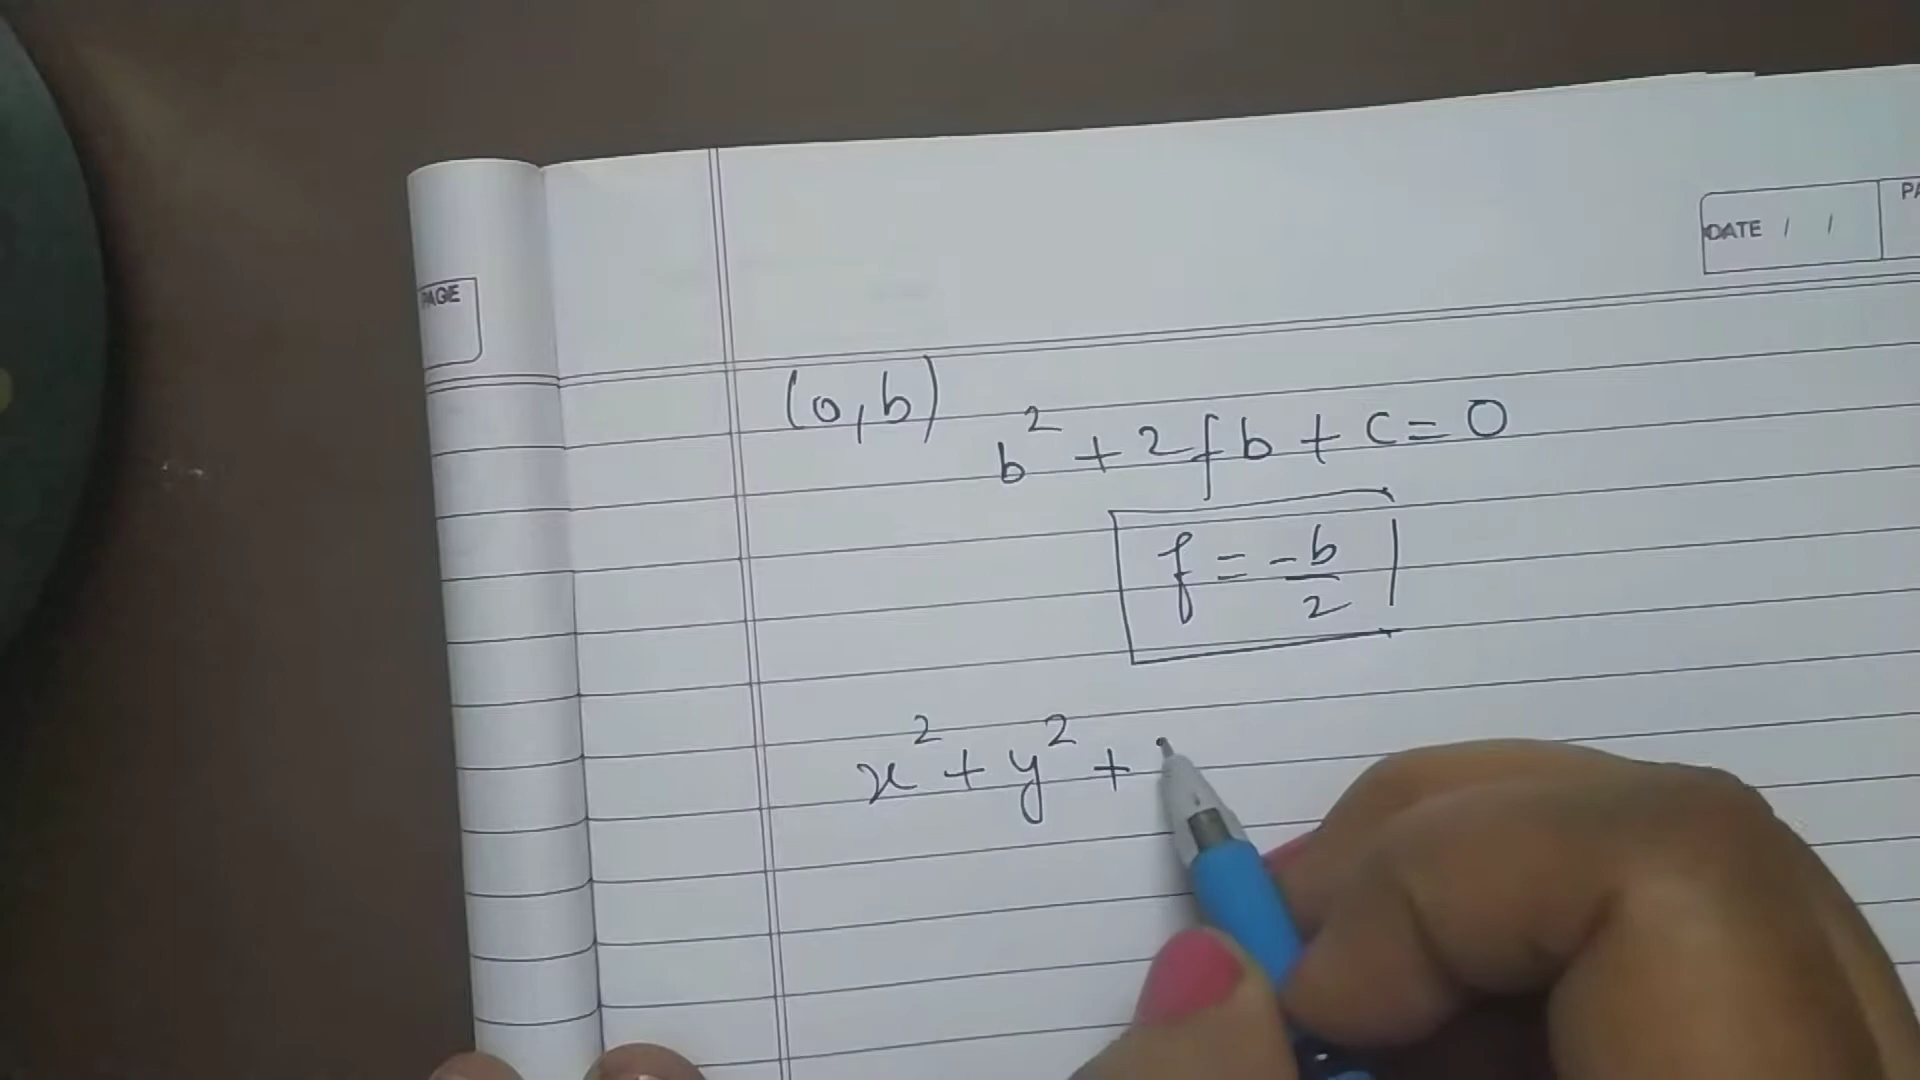 PAGE
DATE / /
PA
(0,b)
b² + 2fb + c = 0
f = -b/2
x² + y² +